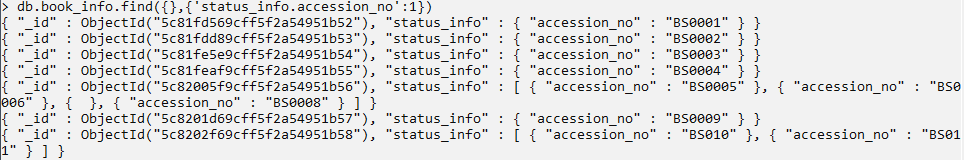 > db.book_info.find({},{'status_info.accession_no':1})
{ "_id" : ObjectId("5c81fd569cff5f2a54951b52"), "status_info" : { "accession_no" : "BS0001" } }
{ "_id" : ObjectId("5c81fdd89cff5f2a54951b53"), "status_info" : { "accession_no" : "BS0002" } }
{ "_id" : ObjectId("5c81fe5e9cff5f2a54951b54"), "status_info" : { "accession_no" : "BS0003" } }
{ "_id" : ObjectId("5c81feaf9cff5f2a54951b55"), "status_info" : { "accession_no" : "BS0004" } }
{ "_id" : ObjectId("5c82005f9cff5f2a54951b56"), "status_info" : [ { "accession_no" : "BS0005" }, { "accession_no" : "BS0
006" }, {  }, { "accession_no" : "BS0008" } ] }
{ "_id" : ObjectId("5c8201d69cff5f2a54951b57"), "status_info" : { "accession_no" : "BS0009" } }
{ "_id" : ObjectId("5c8202f69cff5f2a54951b58"), "status_info" : [ { "accession_no" : "BS010" }, { "accession_no" : "BS01
1" } ] }